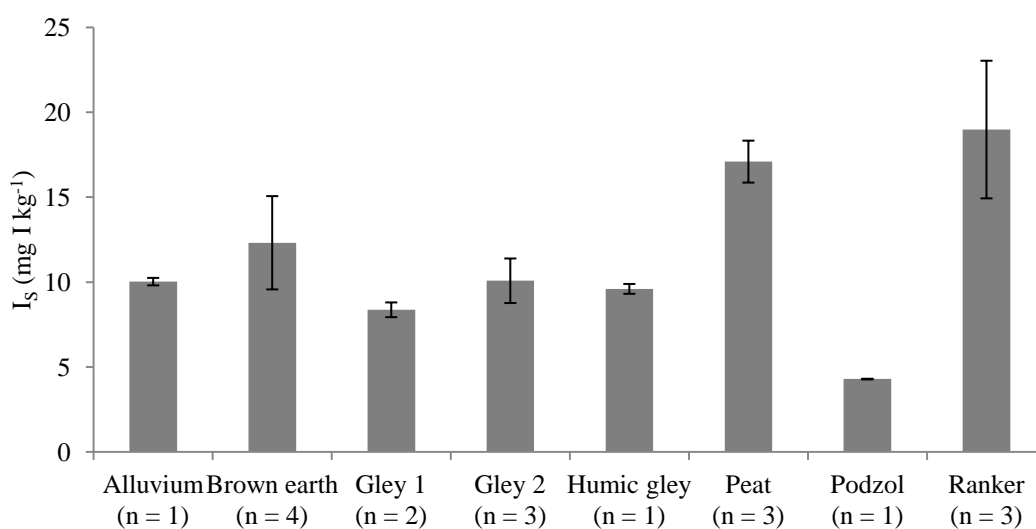 25
20
15
10
5
0
I_S (mg I kg⁻¹)
Alluvium Brown earth Gley 1 Gley 2 Humic gley Peat Podzol Ranker
(n = 1) (n = 4) (n = 2) (n = 3) (n = 1) (n = 3) (n = 1) (n = 3)